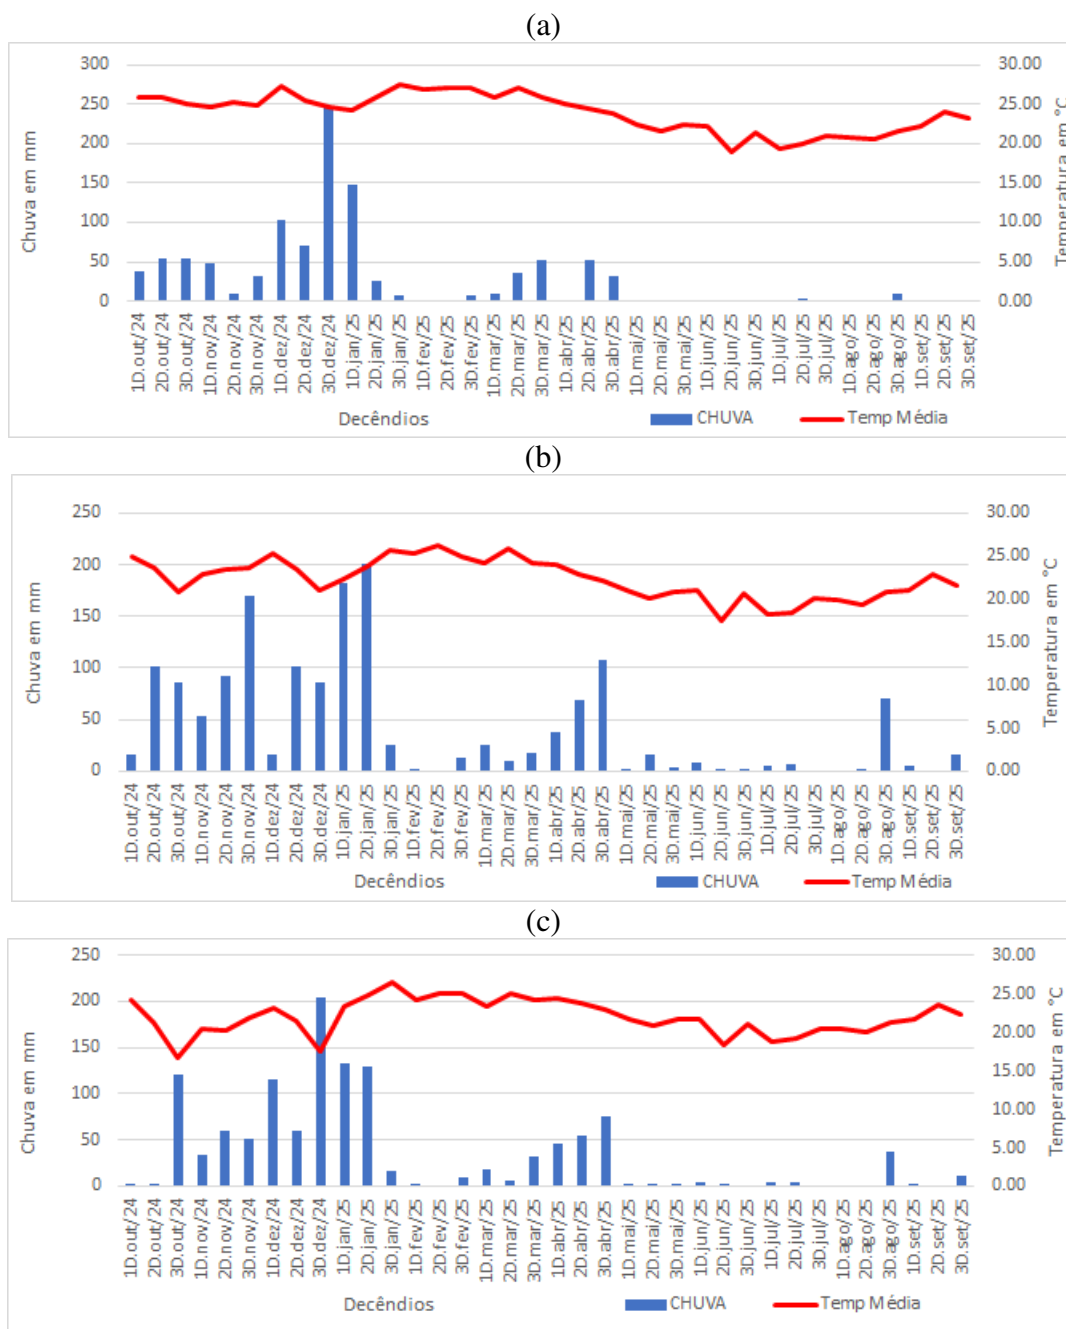 (a)
300
250
200
150
100
50
0
Chuva em mm
30.00
25.00
20.00
15.00
10.00
5.00
0.00
Temperatura em °C
1D.out/24
2D.out/24
3D.out/24
1D.nov/24
2D.nov/24
3D.nov/24
1D.dez/24
2D.dez/24
3D.dez/24
1D.jan/25
2D.jan/25
3D.jan/25
1D.fev/25
2D.fev/25
3D.fev/25
1D.mar/25
2D.mar/25
3D.mar/25
1D.abr/25
2D.abr/25
3D.abr/25
1D.mai/25
2D.mai/25
3D.mai/25
1D.jun/25
2D.jun/25
3D.jun/25
1D.jul/25
2D.jul/25
3D.jul/25
1D.ago/25
2D.ago/25
3D.ago/25
1D.set/25
2D.set/25
3D.set/25
Decêndios
CHUVA
Temp Média
(b)
250
200
150
100
50
0
Chuva em mm
30.00
25.00
20.00
15.00
10.00
5.00
0.00
Temperatura em °C
1D.out/24
2D.out/24
3D.out/24
1D.nov/24
2D.nov/24
3D.nov/24
1D.dez/24
2D.dez/24
3D.dez/24
1D.jan/25
2D.jan/25
3D.jan/25
1D.fev/25
2D.fev/25
3D.fev/25
1D.mar/25
2D.mar/25
3D.mar/25
1D.abr/25
2D.abr/25
3D.abr/25
1D.mai/25
2D.mai/25
3D.mai/25
1D.jun/25
2D.jun/25
3D.jun/25
1D.jul/25
2D.jul/25
3D.jul/25
1D.ago/25
2D.ago/25
3D.ago/25
1D.set/25
2D.set/25
3D.set/25
Decêndios
CHUVA
Temp Média
(c)
250
200
150
100
50
0
Chuva em mm
30.00
25.00
20.00
15.00
10.00
5.00
0.00
Temperatura em °C
1D.out/24
2D.out/24
3D.out/24
1D.nov/24
2D.nov/24
3D.nov/24
1D.dez/24
2D.dez/24
3D.dez/24
1D.jan/25
2D.jan/25
3D.jan/25
1D.fev/25
2D.fev/25
3D.fev/25
1D.mar/25
2D.mar/25
3D.mar/25
1D.abr/25
2D.abr/25
3D.abr/25
1D.mai/25
2D.mai/25
3D.mai/25
1D.jun/25
2D.jun/25
3D.jun/25
1D.jul/25
2D.jul/25
3D.jul/25
1D.ago/25
2D.ago/25
3D.ago/25
1D.set/25
2D.set/25
3D.set/25
Decêndios
CHUVA
Temp Média